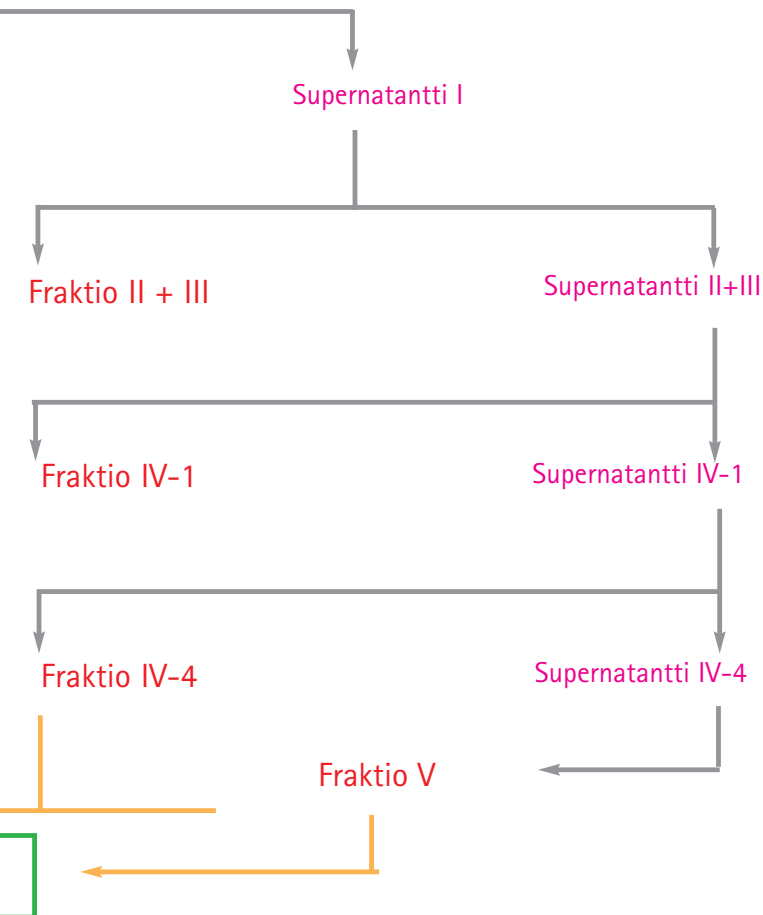 Supernatantti I
Fraktio II + III
Supernatantti II+III
Fraktio IV-1
Supernatantti IV-1
Fraktio IV-4
Supernatantti IV-4
Fraktio V